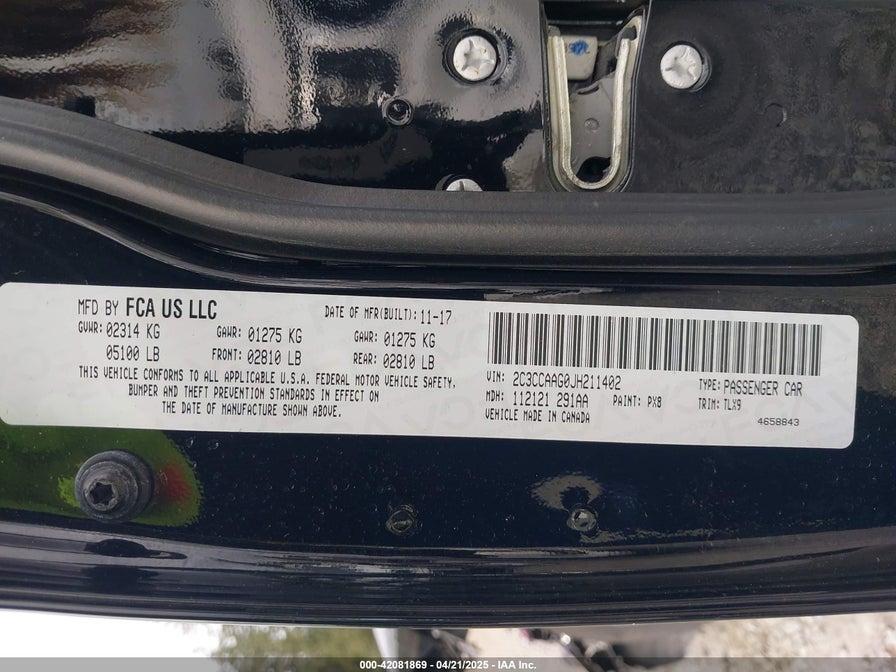 MFD BY FCA US LLC
DATE OF MFR(BUILT): 11-17
GVWR: 02314 KG
GAWR: 01275 KG
GAWR: 01275 KG
05100 LB
FRONT: 02810 LB
REAR: 02810 LB
THIS VEHICLE CONFORMS TO ALL APPLICABLE U.S.A. FEDERAL MOTOR VEHICLE SAFETY,
BUMPER AND THEFT PREVENTION STANDARDS IN EFFECT ON
THE DATE OF MANUFACTURE SHOWN ABOVE.
VIN: 2C3CCAAG0JH211402
TYPE: PASSENGER CAR
MDH: 112121 291AA
PAINT: PX8
TRIM: TLX9
VEHICLE MADE IN CANADA
4658843
000-42081869 - 04/21/2025 - IAA Inc.